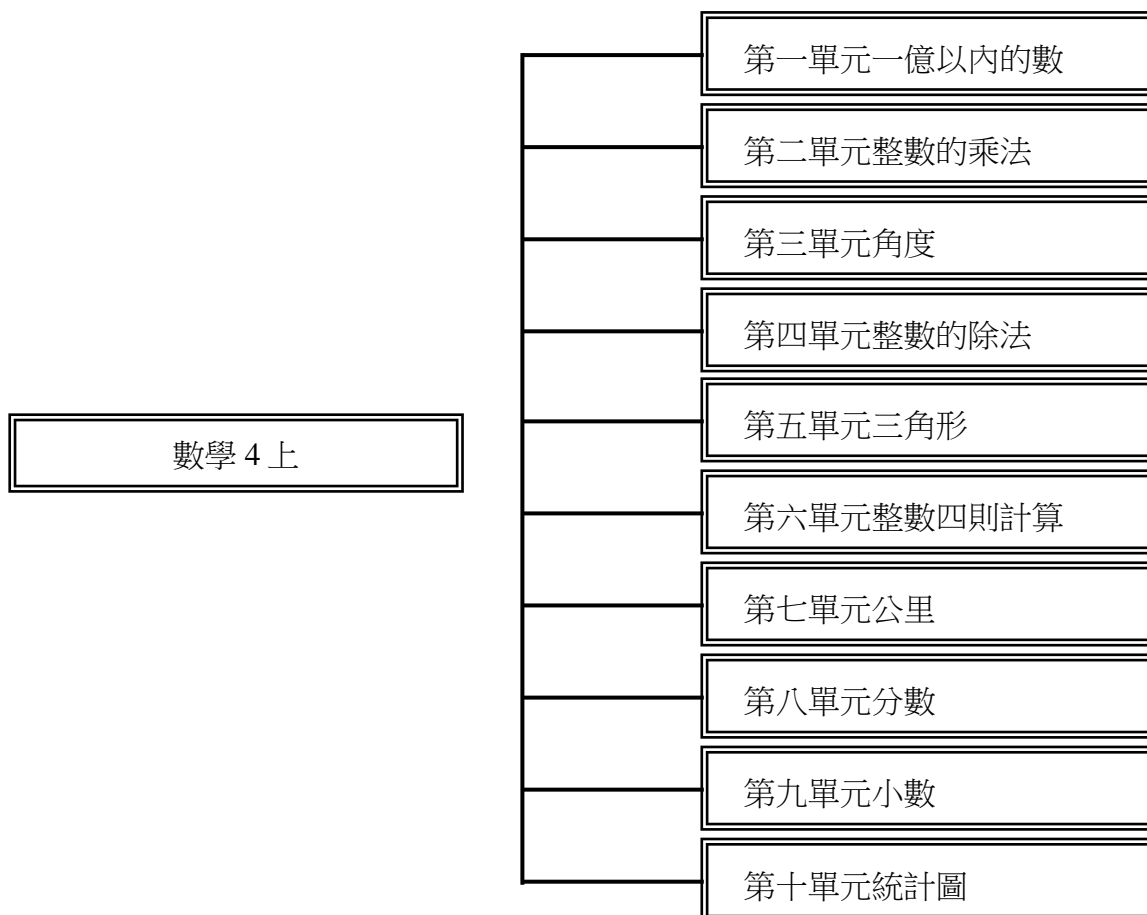 第一單元一億以內的數
第二單元整數的乘法
第三單元角度
第四單元整數的除法
第五單元三角形
數學 4 上
第六單元整數四則計算
第七單元公里
第八單元分數
第九單元小數
第十單元統計圖